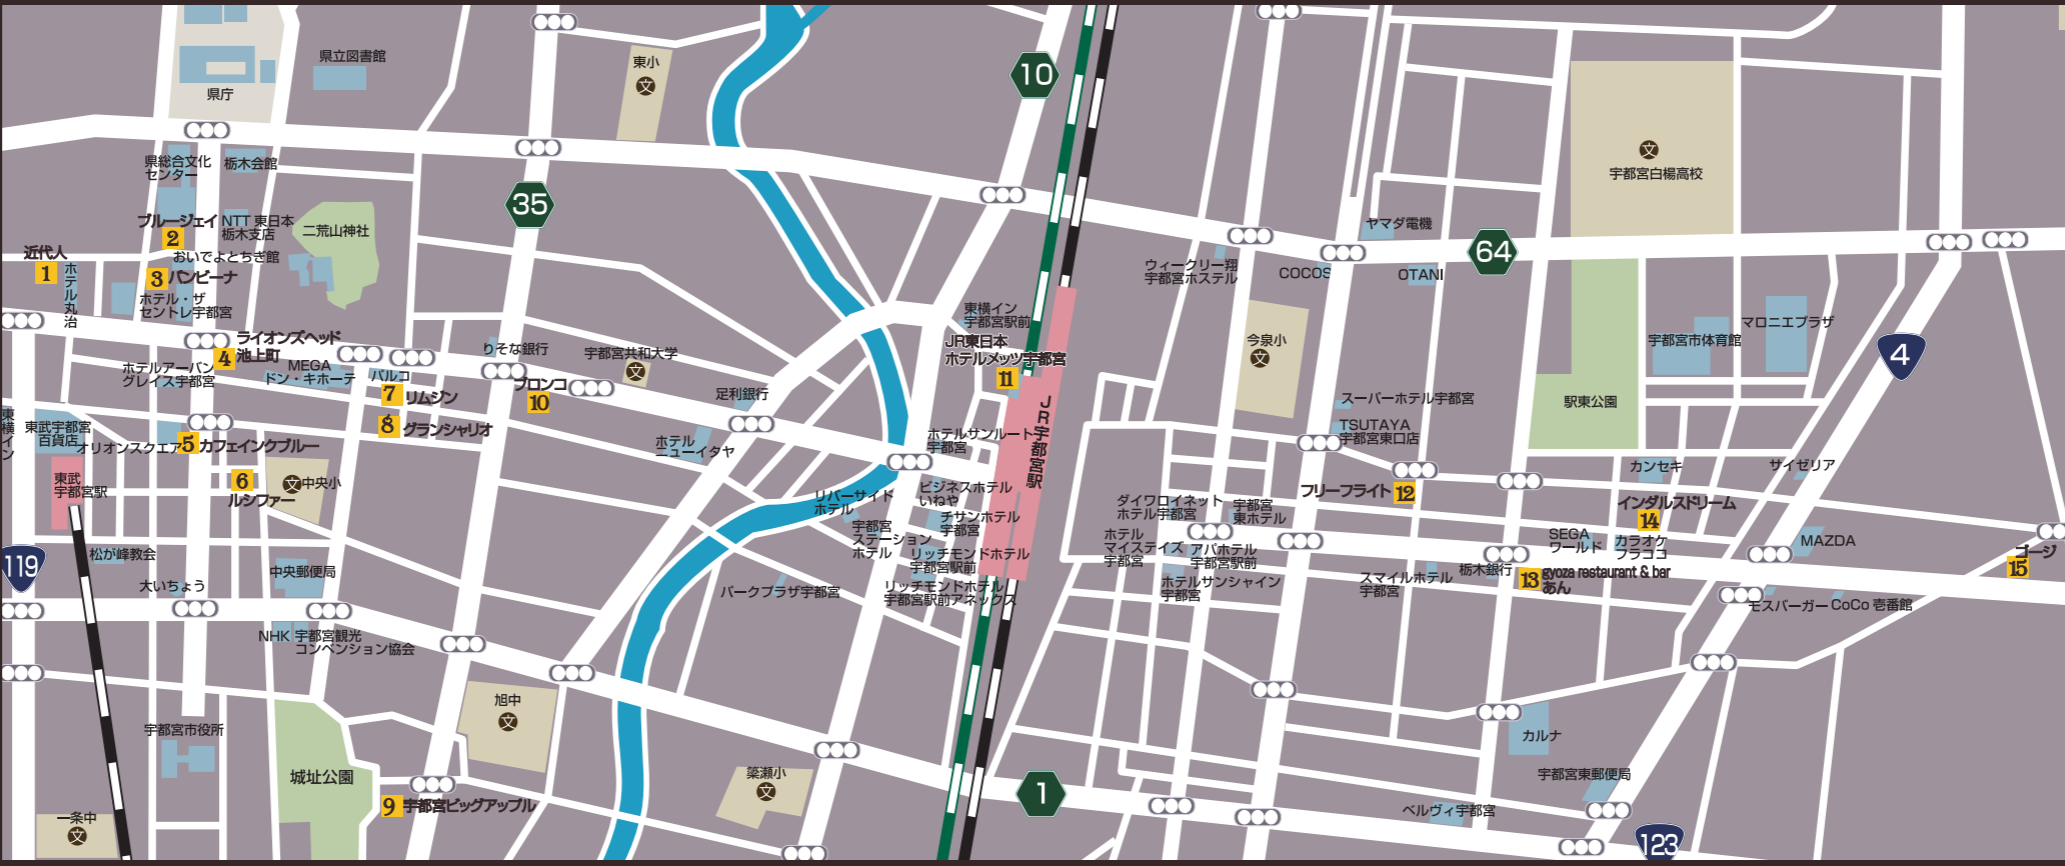 県庁
県立図書館
東小
10
35
県総合文化
センター
栃木会館
ブルージェイ
2
NTT 東日本
栃木支店
二荒山神社
近代人
1
ホテル丸治
おいでよとちぎ館
3
バンビーナ
ホテル・ザ
セントレ宇都宮
ライオンズヘッド
池上町
4
ホテルアーバン
グレイス宇都宮
MEGA
ドン・キホーテ
パルコ
7
リムジン
8
グランシャリオ
りそな銀行
ブロンコ
10
宇都宮共和大学
足利銀行
ホテル
ニューイタヤ
東横イン
東武宇都宮
百貨店
オリオンスクエア
5
カフェインクブルー
6
ルシファー
中央小
東武
宇都宮駅
119
松が峰教会
大いちょう
中央郵便局
NHK
宇都宮観光
コンベンション協会
宇都宮市役所
城址公園
9
宇都宮ビッグアップル
一条中
旭中
簗瀬小
パークプラザ宇都宮
東横イン
宇都宮駅前
JR東日本
ホテルメッツ宇都宮
11
JR宇都宮駅
ホテルサンルート
宇都宮
リバーサイド
ホテル
ビジネスホテル
いねや
宇都宮
ステーション
ホテル
チサンホテル
宇都宮
リッチモンドホテル
宇都宮駅前
リッチモンドホテル
宇都宮駅前アネックス
1
ウィークリー翔
宇都宮ホステル
COCOS
ヤマダ電機
OTANI
64
宇都宮白楊高校
今泉小
スーパーホテル宇都宮
TSUTAYA
宇都宮東口店
フリーフライト
12
駅東公園
宇都宮市体育館
マロニエプラザ
4
カンセキ
サイゼリア
インダルスドリーム
14
ダイワロイネット
ホテル宇都宮
宇都宮
東ホテル
ホテル
マイステイズ
宇都宮
アパホテル
宇都宮駅前
ホテルサンシャイン
宇都宮
スマイルホテル
宇都宮
栃木銀行
SEGA
ワールド
カラオケ
フラココ
MAZDA
13
gyoza restaurant & bar
あん
ゴージ
15
モスバーガー
CoCo 壱番館
カルナ
宇都宮東郵便局
ベルヴィ宇都宮
123
文
文
文
文
文
文
文
文